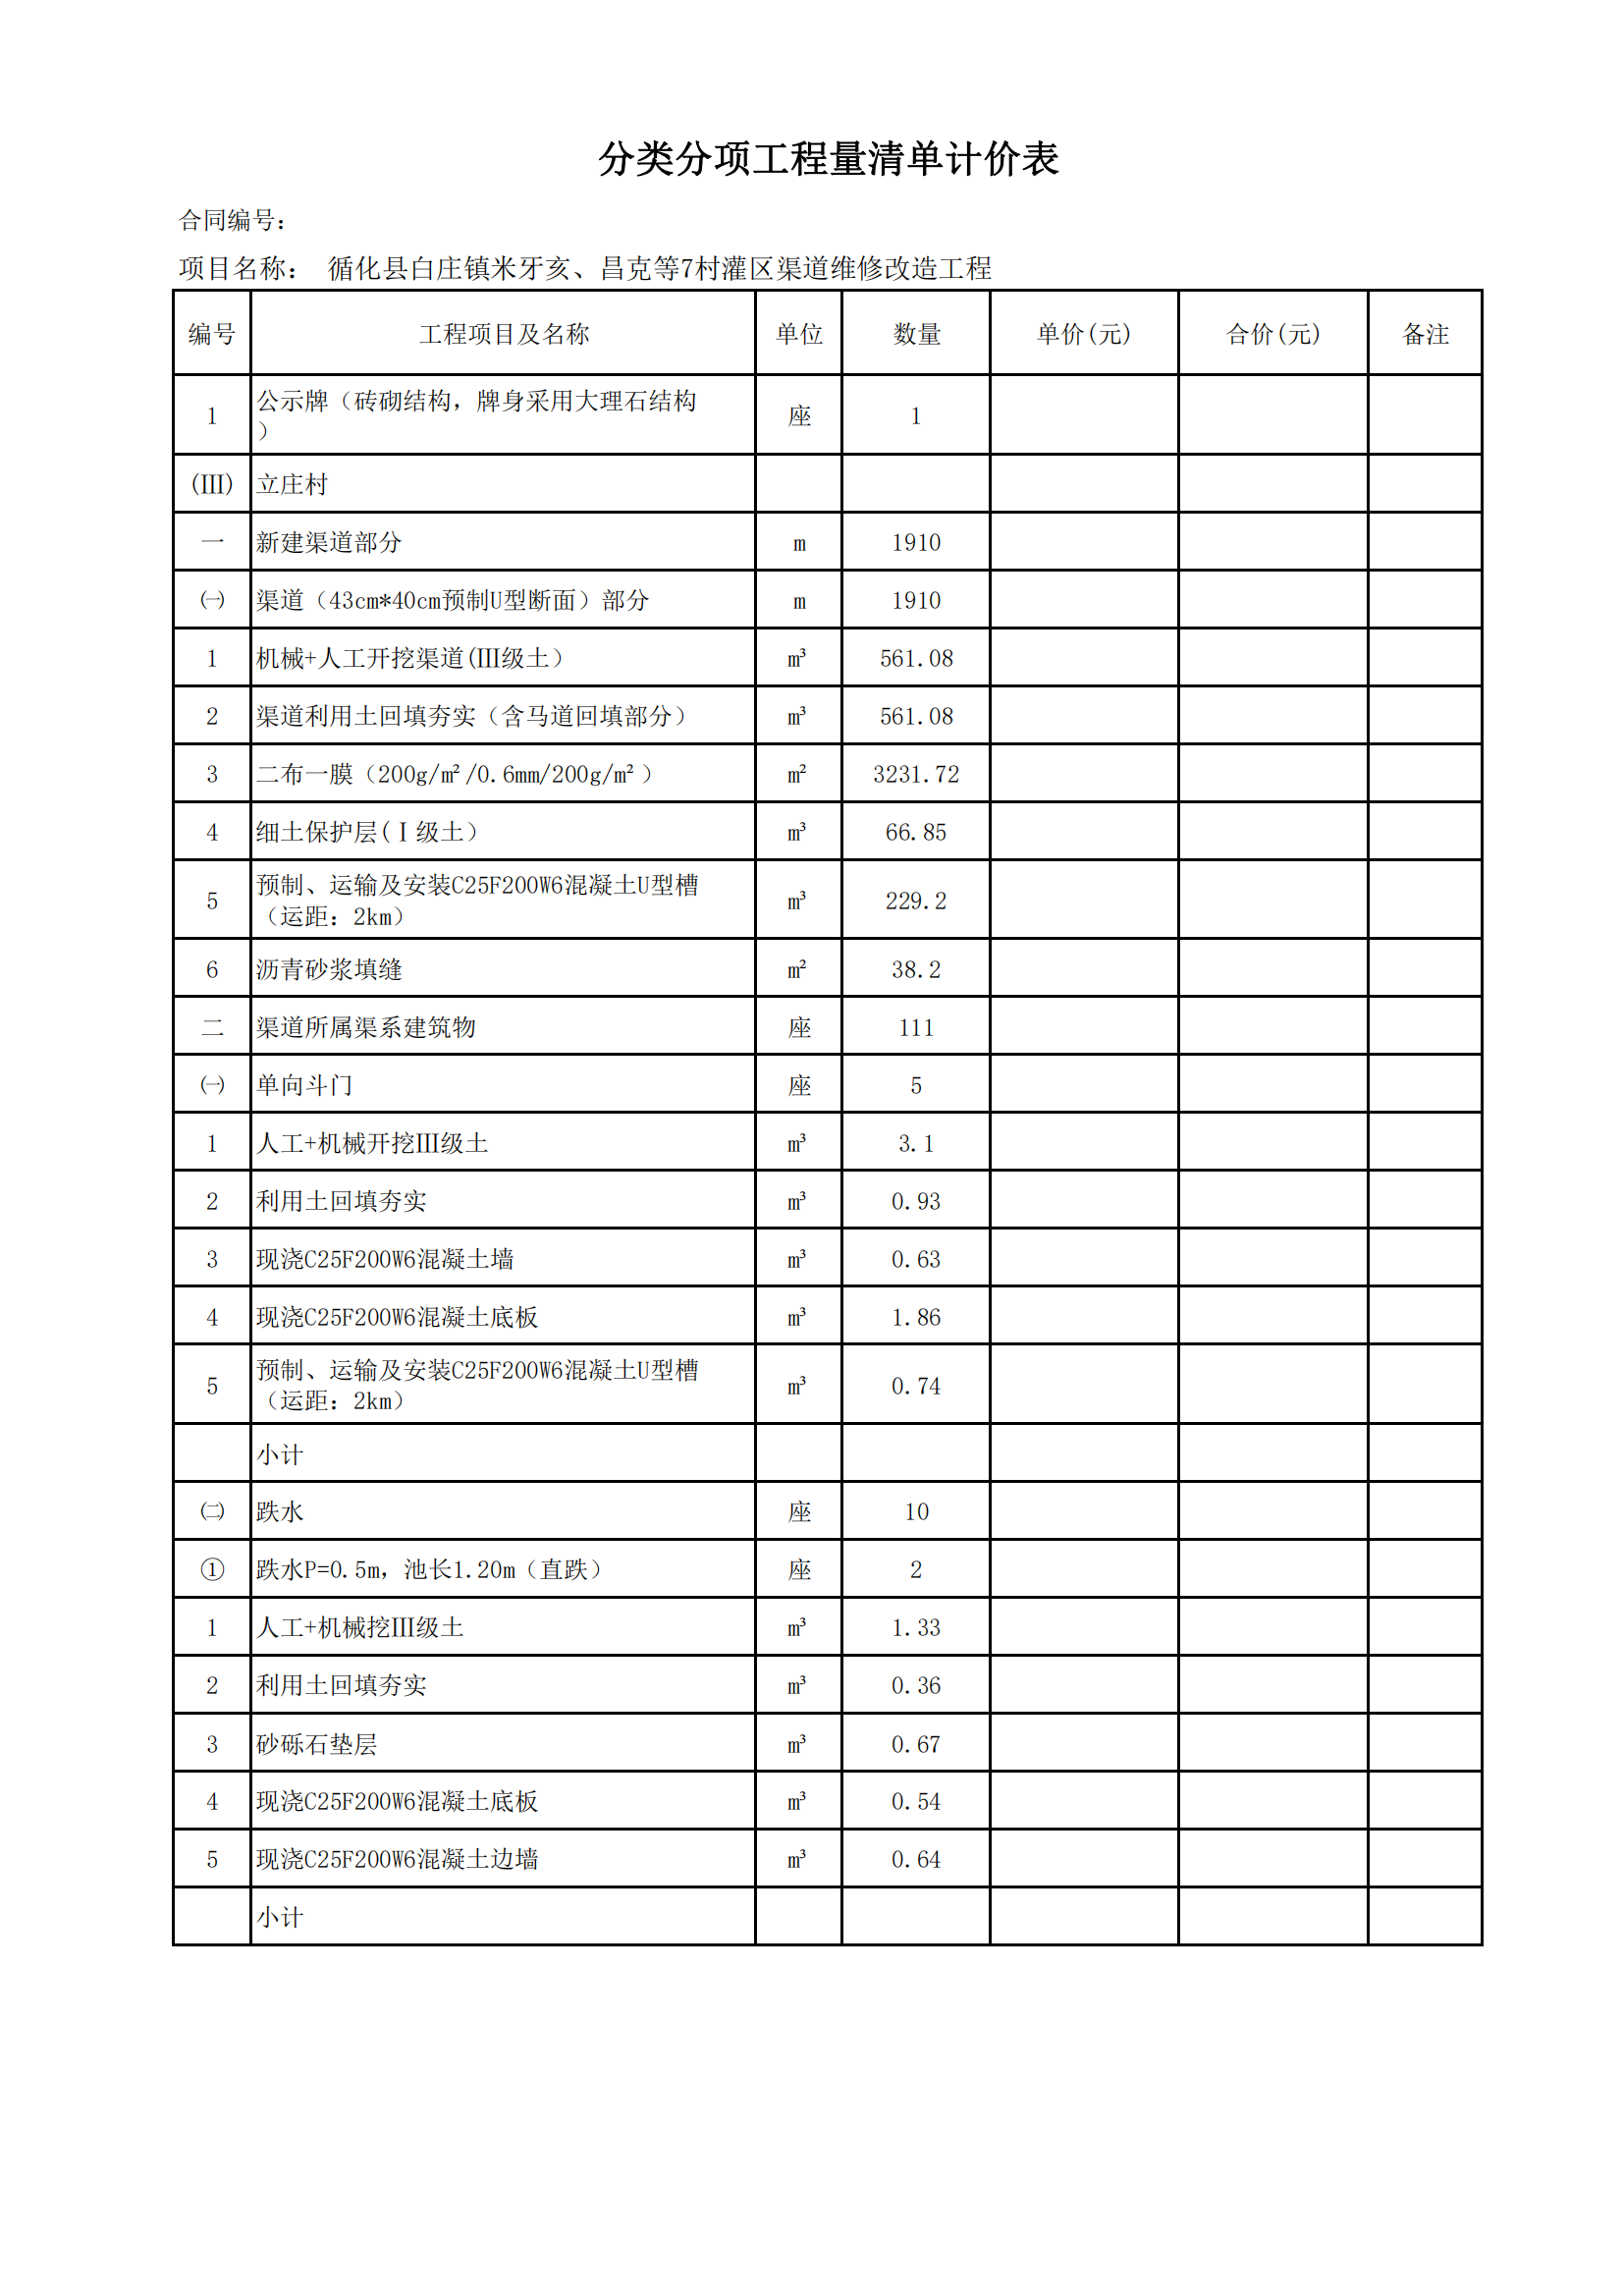 分类分项工程量清单计价表
合同编号：
项目名称： 循化县白庄镇米牙亥、昌克等7村灌区渠道维修改造工程
编号 工程项目及名称 单位 数量 单价(元) 合价(元) 备注
1 公示牌（砖砌结构，牌身采用大理石结构
） 座 1
(Ⅲ) 立庄村
一 新建渠道部分 m 1910
㈠ 渠道（43cm*40cm预制U型断面）部分 m 1910
1 机械+人工开挖渠道(Ⅲ级土） m³ 561.08
2 渠道利用土回填夯实（含马道回填部分） m³ 561.08
3 二布一膜（200g/m²/0.6mm/200g/m²） m² 3231.72
4 细土保护层(Ⅰ级土） m³ 66.85
5 预制、运输及安装C25F200W6混凝土U型槽
（运距：2km） m³ 229.2
6 沥青砂浆填缝 m² 38.2
二 渠道所属渠系建筑物 座 111
㈠ 单向斗门 座 5
1 人工+机械开挖Ⅲ级土 m³ 3.1
2 利用土回填夯实 m³ 0.93
3 现浇C25F200W6混凝土墙 m³ 0.63
4 现浇C25F200W6混凝土底板 m³ 1.86
5 预制、运输及安装C25F200W6混凝土U型槽
（运距：2km） m³ 0.74
小计
㈡ 跌水 座 10
① 跌水P=0.5m，池长1.20m（直跌） 座 2
1 人工+机械挖Ⅲ级土 m³ 1.33
2 利用土回填夯实 m³ 0.36
3 砂砾石垫层 m³ 0.67
4 现浇C25F200W6混凝土底板 m³ 0.54
5 现浇C25F200W6混凝土边墙 m³ 0.64
小计